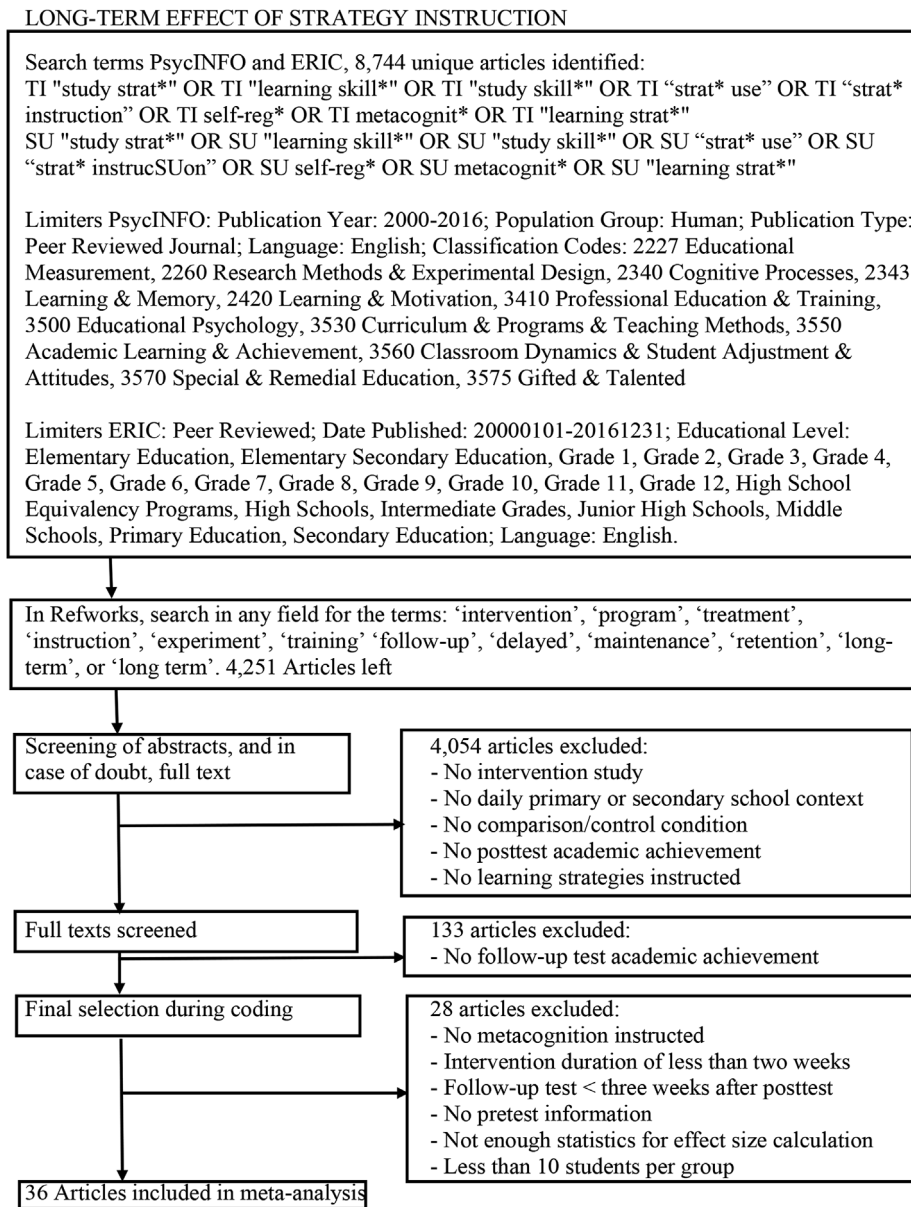 LONG-TERM EFFECT OF STRATEGY INSTRUCTION
Search terms PsycINFO and ERIC, 8,744 unique articles identified:
TI "study strat*" OR TI "learning skill*" OR TI "study skill*" OR TI “strat* use” OR TI “strat*
instruction” OR TI self-reg* OR TI metacognit* OR TI "learning strat*"
SU "study strat*" OR SU "learning skill*" OR SU "study skill*" OR SU “strat* use” OR SU
“strat* instrucSUon” OR SU self-reg* OR SU metacognit* OR SU "learning strat*"
Limiters PsycINFO: Publication Year: 2000-2016; Population Group: Human; Publication Type:
Peer Reviewed Journal; Language: English; Classification Codes: 2227 Educational
Measurement, 2260 Research Methods & Experimental Design, 2340 Cognitive Processes, 2343
Learning & Memory, 2420 Learning & Motivation, 3410 Professional Education & Training,
3500 Educational Psychology, 3530 Curriculum & Programs & Teaching Methods, 3550
Academic Learning & Achievement, 3560 Classroom Dynamics & Student Adjustment &
Attitudes, 3570 Special & Remedial Education, 3575 Gifted & Talented
Limiters ERIC: Peer Reviewed; Date Published: 20000101-20161231; Educational Level:
Elementary Education, Elementary Secondary Education, Grade 1, Grade 2, Grade 3, Grade 4,
Grade 5, Grade 6, Grade 7, Grade 8, Grade 9, Grade 10, Grade 11, Grade 12, High School
Equivalency Programs, High Schools, Intermediate Grades, Junior High Schools, Middle
Schools, Primary Education, Secondary Education; Language: English.
In Refworks, search in any field for the terms: ‘intervention’, ‘program’, ‘treatment’,
‘instruction’, ‘experiment’, ‘training’ ‘follow-up’, ‘delayed’, ‘maintenance’, ‘retention’, ‘long-
term’, or ‘long term’. 4,251 Articles left
Screening of abstracts, and in
case of doubt, full text
4,054 articles excluded:
- No intervention study
- No daily primary or secondary school context
- No comparison/control condition
- No posttest academic achievement
- No learning strategies instructed
Full texts screened
133 articles excluded:
- No follow-up test academic achievement
Final selection during coding
28 articles excluded:
- No metacognition instructed
- Intervention duration of less than two weeks
- Follow-up test < three weeks after posttest
- No pretest information
- Not enough statistics for effect size calculation
- Less than 10 students per group
36 Articles included in meta-analysis